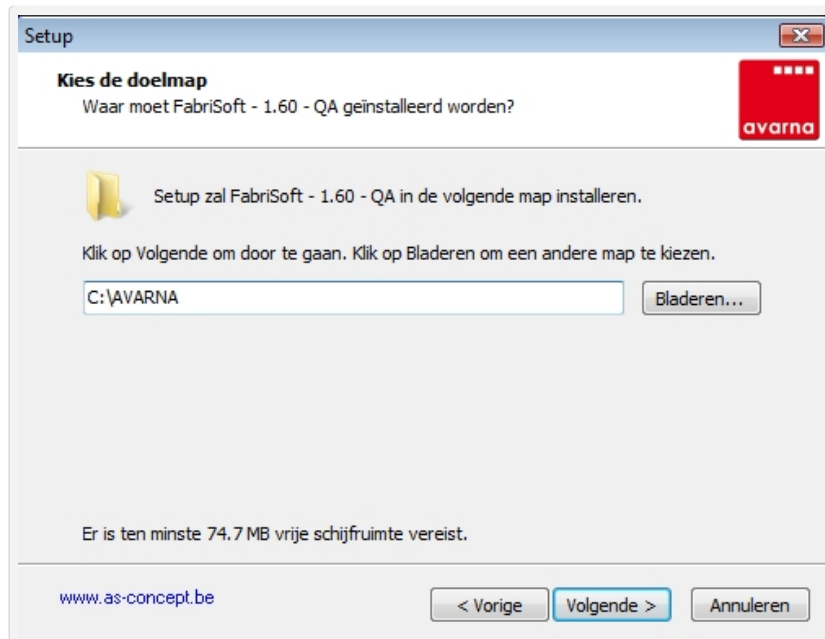 Setup
Kies de doelmap
Waar moet FabriSoft - 1.60 - QA geïnstalleerd worden?
avarna
Setup zal FabriSoft - 1.60 - QA in de volgende map installeren.
Klik op Volgende om door te gaan. Klik op Bladeren om een andere map te kiezen.
C:\AVARNA
Bladeren...
Er is ten minste 74.7 MB vrije schijfruimte vereist.
www.as-concept.be
< Vorige
Volgende >
Annuleren